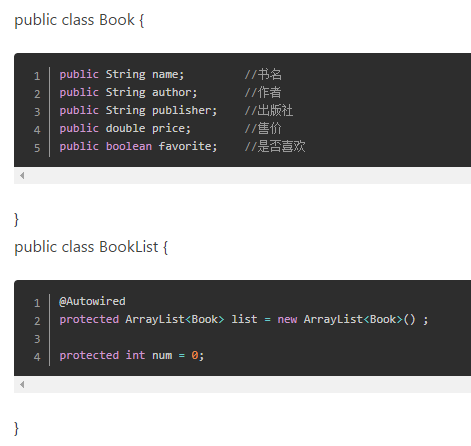 public class Book {
1 public String name; //书名
2 public String author; //作者
3 public String publisher; //出版社
4 public double price; //售价
5 public boolean favorite; //是否喜欢
}
public class BookList {
1 @Autowired
2 protected ArrayList<Book> list = new ArrayList<Book>() ;
3
4 protected int num = 0;
}